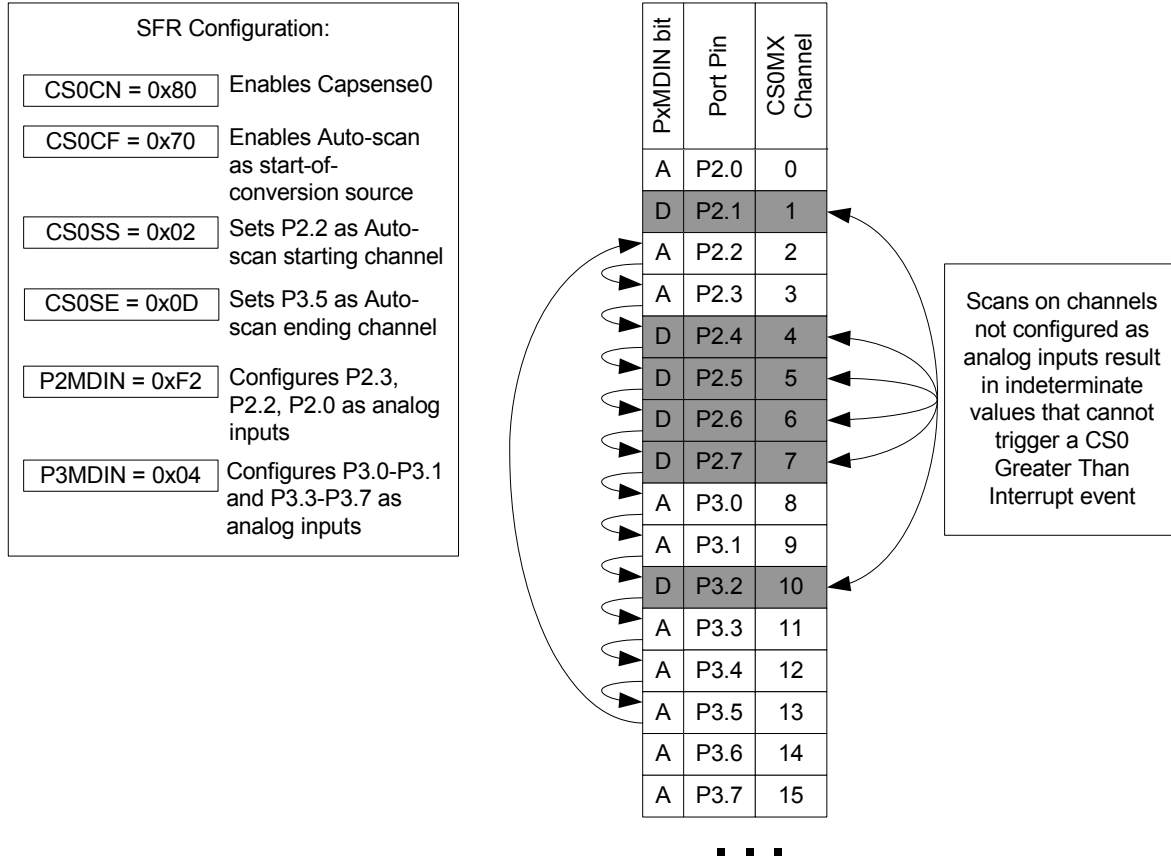 SFR Configuration:
CS0CN = 0x80
Enables Capsense0
CS0CF = 0x70
Enables Auto-scan
as start-of-
conversion source
CS0SS = 0x02
Sets P2.2 as Auto-
scan starting channel
CS0SE = 0x0D
Sets P3.5 as Auto-
scan ending channel
P2MDIN = 0xF2
Configures P2.3,
P2.2, P2.0 as analog
inputs
P3MDIN = 0x04
Configures P3.0-P3.1
and P3.3-P3.7 as
analog inputs
PxMDIN bit
Port Pin
CS0MX
Channel
A P2.0 0
D P2.1 1
A P2.2 2
A P2.3 3
D P2.4 4
D P2.5 5
D P2.6 6
D P2.7 7
A P3.0 8
A P3.1 9
D P3.2 10
A P3.3 11
A P3.4 12
A P3.5 13
A P3.6 14
A P3.7 15
...
Scans on channels
not configured as
analog inputs result
in indeterminate
values that cannot
trigger a CS0
Greater Than
Interrupt event